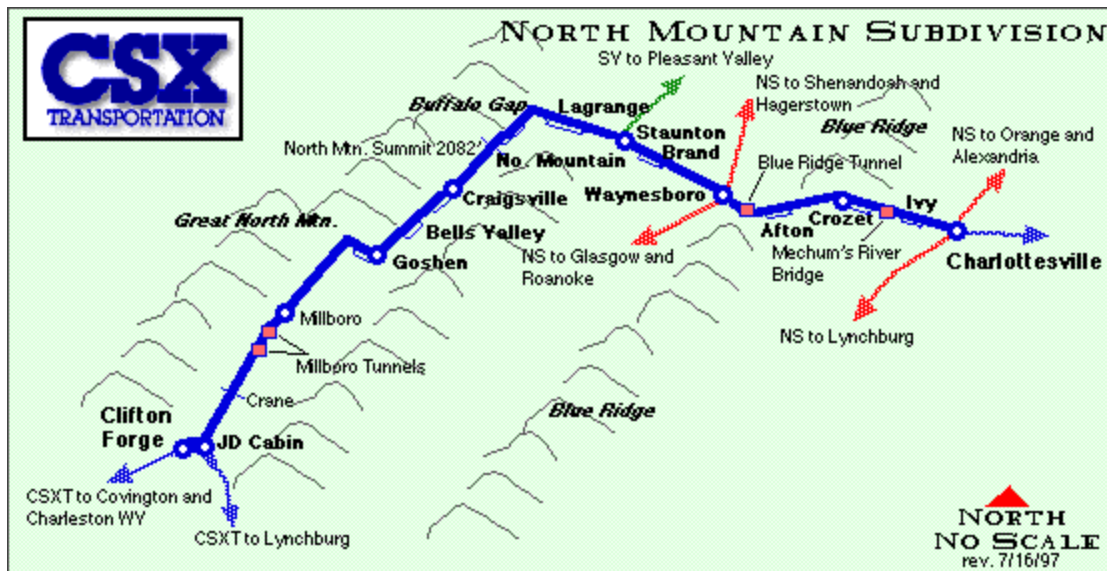 CSX
TRANSPORTATION
NORTH MOUNTAIN SUBDIVISION
SY to Pleasant Valley
Buffalo Gap
Lagrange
NS to Shenandoah and
Hagerstown
Blue Ridge
NS to Orange and
Alexandria
North Mtn. Summit 2082'
No. Mountain
Staunton
Brand
Blue Ridge Tunnel
Craigsville
Waynesboro
Ivy
Great North Mtn.
Bells Valley
Afton
Crozet
Goshen
NS to Glasgow and
Roanoke
Mechum's River
Bridge
Charlottesville
Millboro
NS to Lynchburg
Millboro Tunnels
Crane
Blue Ridge
Clifton
Forge
JD Cabin
CSXT to Covington and
Charleston WV
CSXT to Lynchburg
NORTH
NO SCALE
rev. 7/16/97